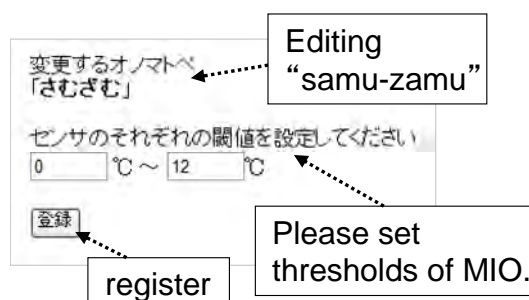 Editing
“samu-zamu”
変更するオノマトペ
「さむざむ」
センサのそれぞれの閾値を設定してください
0 ℃～ 12 ℃
登録
Please set
thresholds of MIO.
register